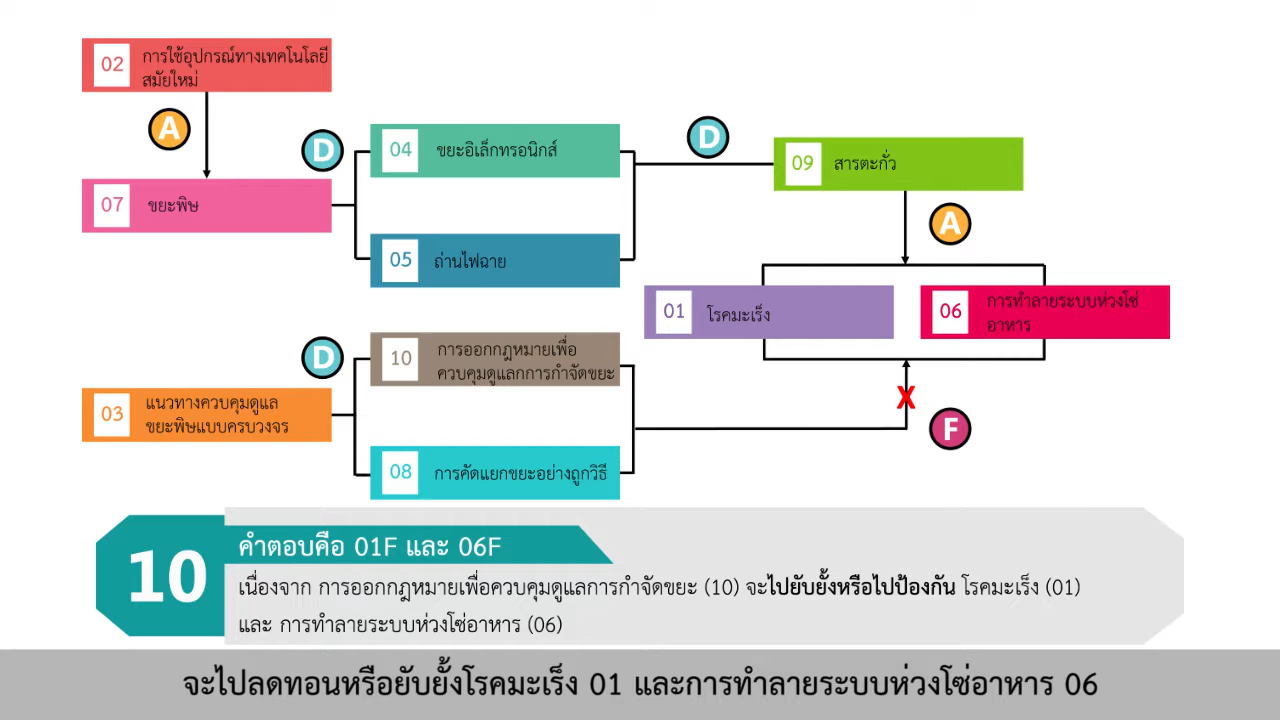 02 การใช้อุปกรณ์ทางเทคโนโลยี
สมัยใหม่
A
D
04 ขยะอิเล็กทรอนิกส์
D
09 สารตะกั่ว
07 ขยะพิษ
A
05 ถ่านไฟฉาย
01 โรคมะเร็ง
06 การทำลายระบบห่วงโซ่
อาหาร
D
10 การออกกฎหมายเพื่อ
ควบคุมดูแลกการกำจัดขยะ
X
F
03 แนวทางควบคุมดูแล
ขยะพิษแบบครบวงจร
08 การคัดแยกขยะอย่างถูกวิธี
10
คำตอบคือ 01F และ 06F
เนื่องจาก การออกกฎหมายเพื่อควบคุมดูแลการกำจัดขยะ (10) จะไปยับยั้งหรือไปป้องกัน โรคมะเร็ง (01)
และ การทำลายระบบห่วงโซ่อาหาร (06)
จะไปลดทอนหรือยับยั้งโรคมะเร็ง 01 และการทำลายระบบห่วงโซ่อาหาร 06